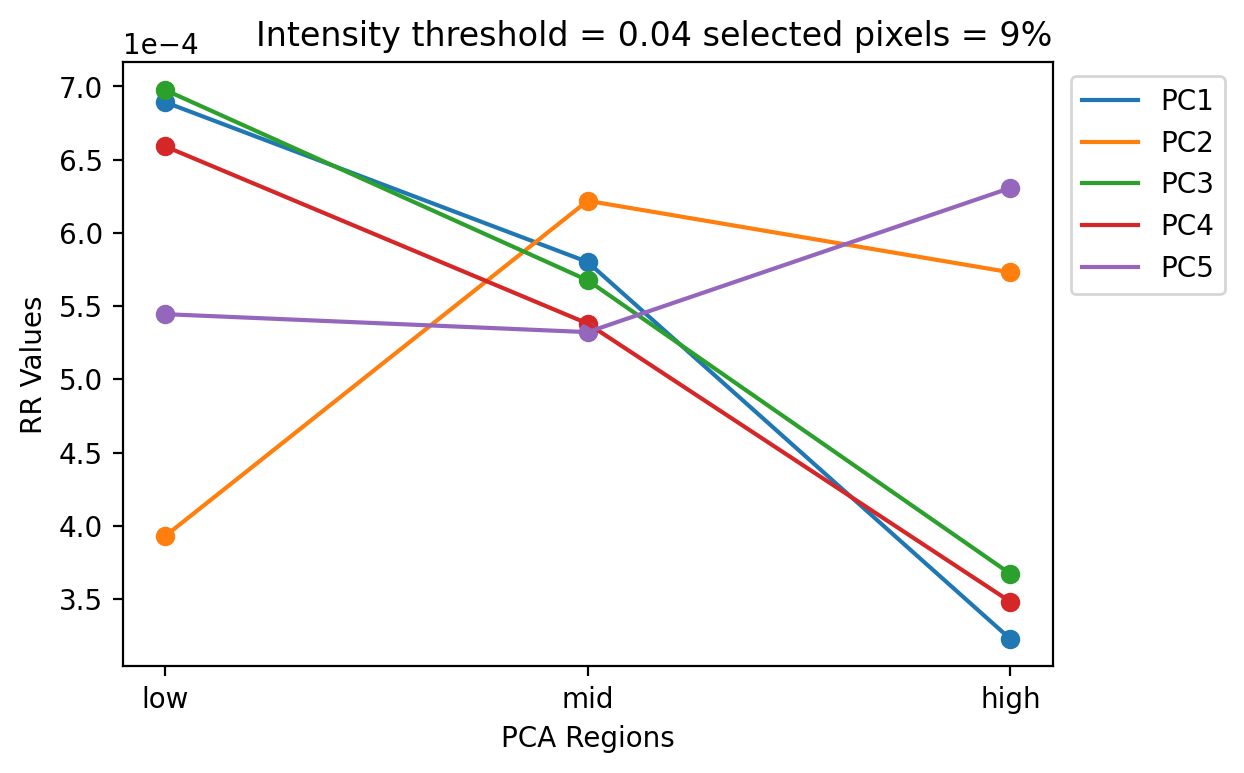 Intensity threshold = 0.04 selected pixels = 9%
1e−4
7.0
6.5
6.0
5.5
5.0
4.5
4.0
3.5
RR Values
low
mid
high
PCA Regions
PC1
PC2
PC3
PC4
PC5